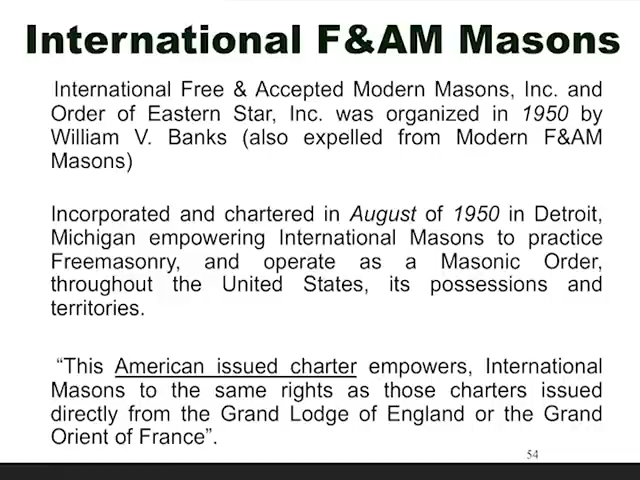 International F&AM Masons
International Free & Accepted Modern Masons, Inc. and
Order of Eastern Star, Inc. was organized in 1950 by
William V. Banks (also expelled from Modern F&AM
Masons)
Incorporated and chartered in August of 1950 in Detroit,
Michigan empowering International Masons to practice
Freemasonry, and operate as a Masonic Order,
throughout the United States, its possessions and
territories.
“This American issued charter empowers, International
Masons to the same rights as those charters issued
directly from the Grand Lodge of England or the Grand
Orient of France”.
54